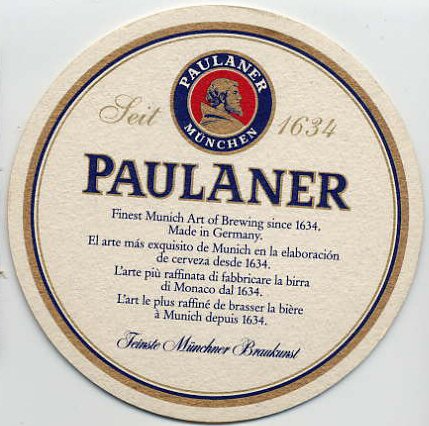 PAULANER
MÜNCHEN
Seit 1634
PAULANER
Finest Munich Art of Brewing since 1634.
Made in Germany.
El arte más exquisito de Munich en la elaboración
de cerveza desde 1634.
L'arte più raffinata di fabbricare la birra
di Monaco dal 1634.
L'art le plus raffiné de brasser la bière
à Munich depuis 1634.
Feinste Münchner Braukunst